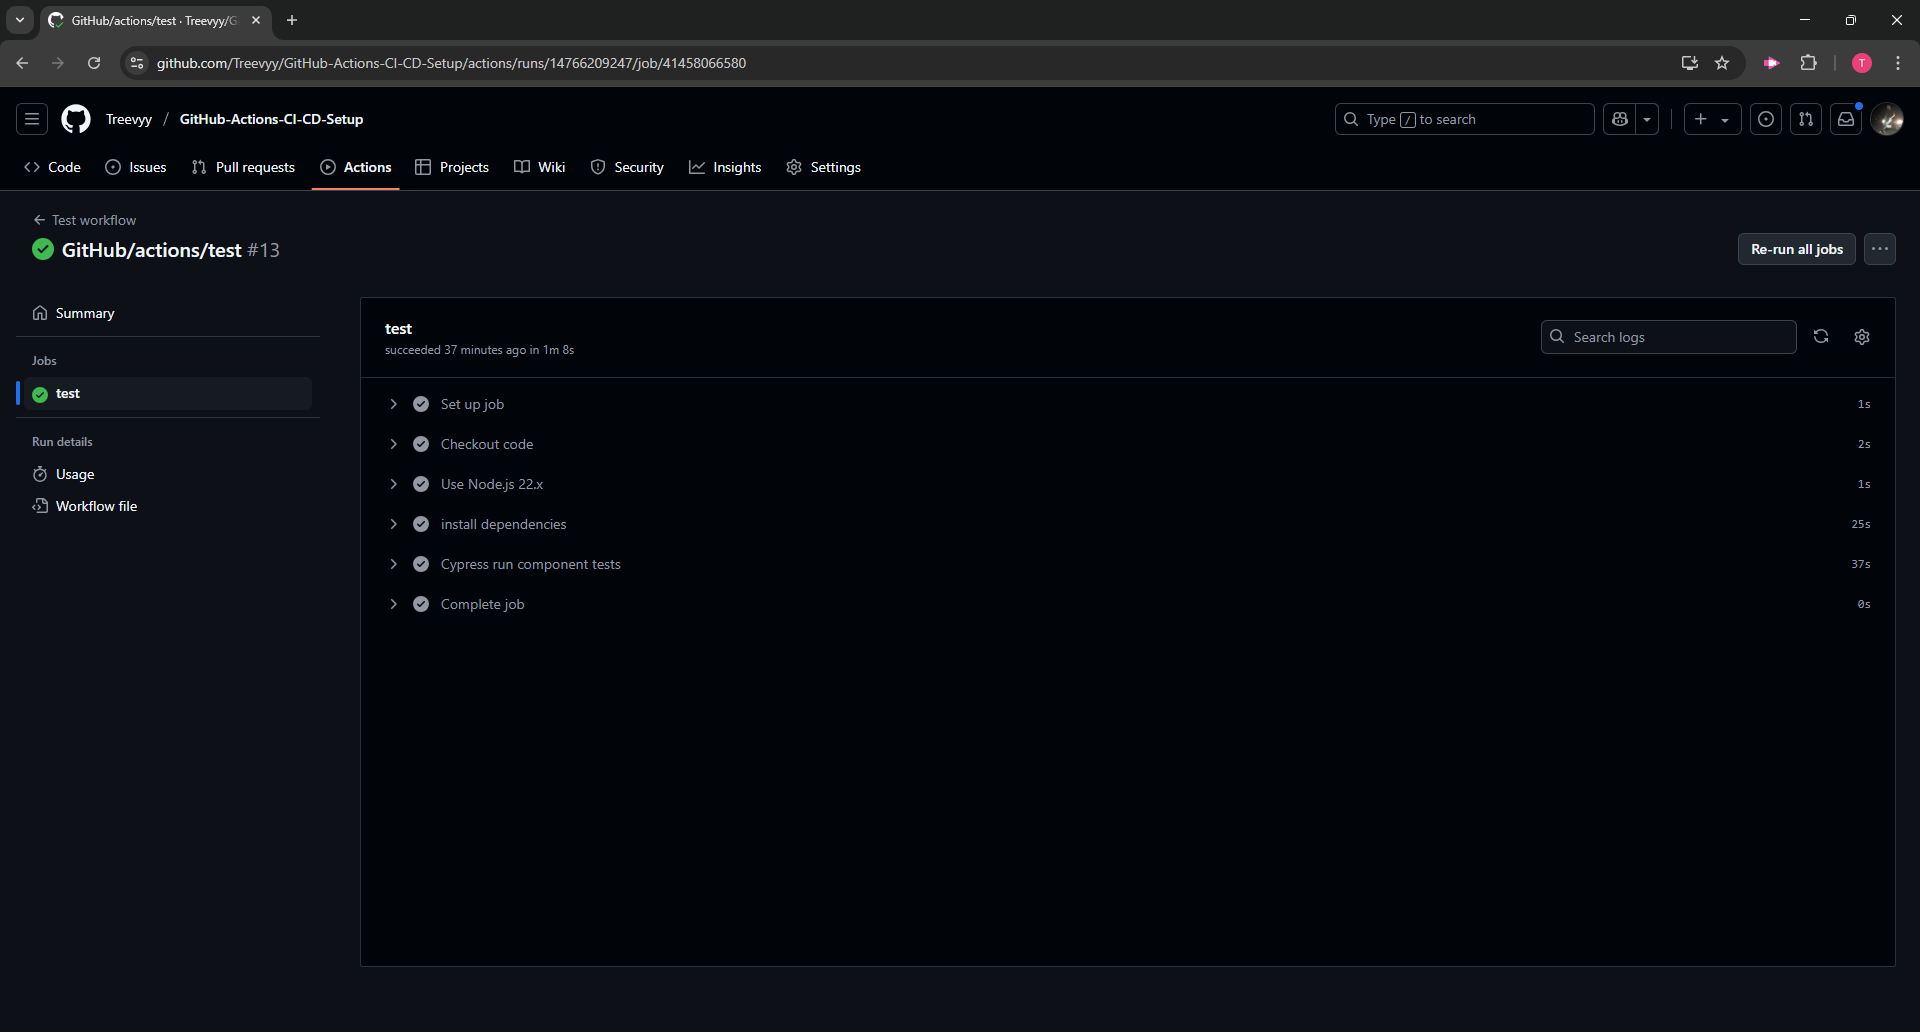 GitHub/actions/test · Treevyy/G
github.com/Treevyy/GitHub-Actions-CI-CD-Setup/actions/runs/14766209247/job/41458066580
T
Treevyy / GitHub-Actions-CI-CD-Setup
Type / to search
Code Issues Pull requests Actions Projects Wiki Security Insights Settings
Test workflow
GitHub/actions/test #13
Re-run all jobs
Summary
Jobs
test
Run details
Usage
Workflow file
test
succeeded 37 minutes ago in 1m 8s
Search logs
Set up job 1s
Checkout code 2s
Use Node.js 22.x 1s
install dependencies 25s
Cypress run component tests 37s
Complete job 0s